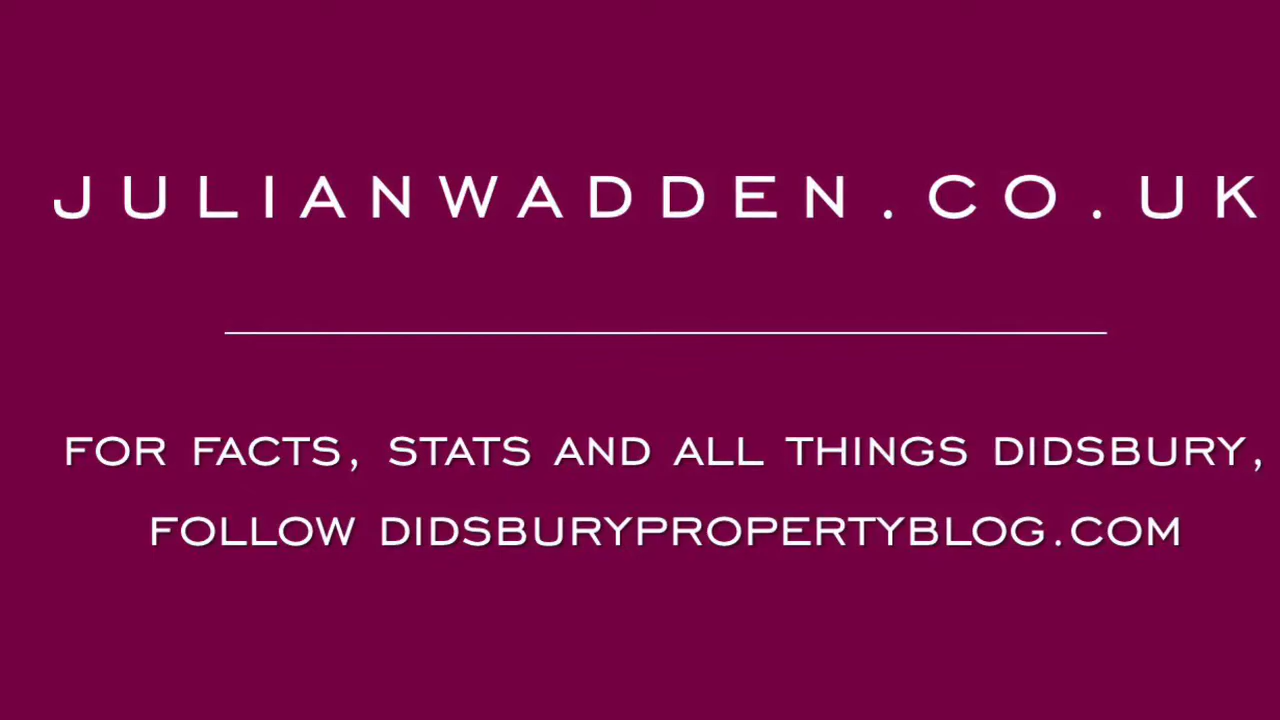 JULIANWADDEN.CO.UK
FOR FACTS, STATS AND ALL THINGS DIDSBURY,
FOLLOW DIDSBURYPROPERTYBLOG.COM